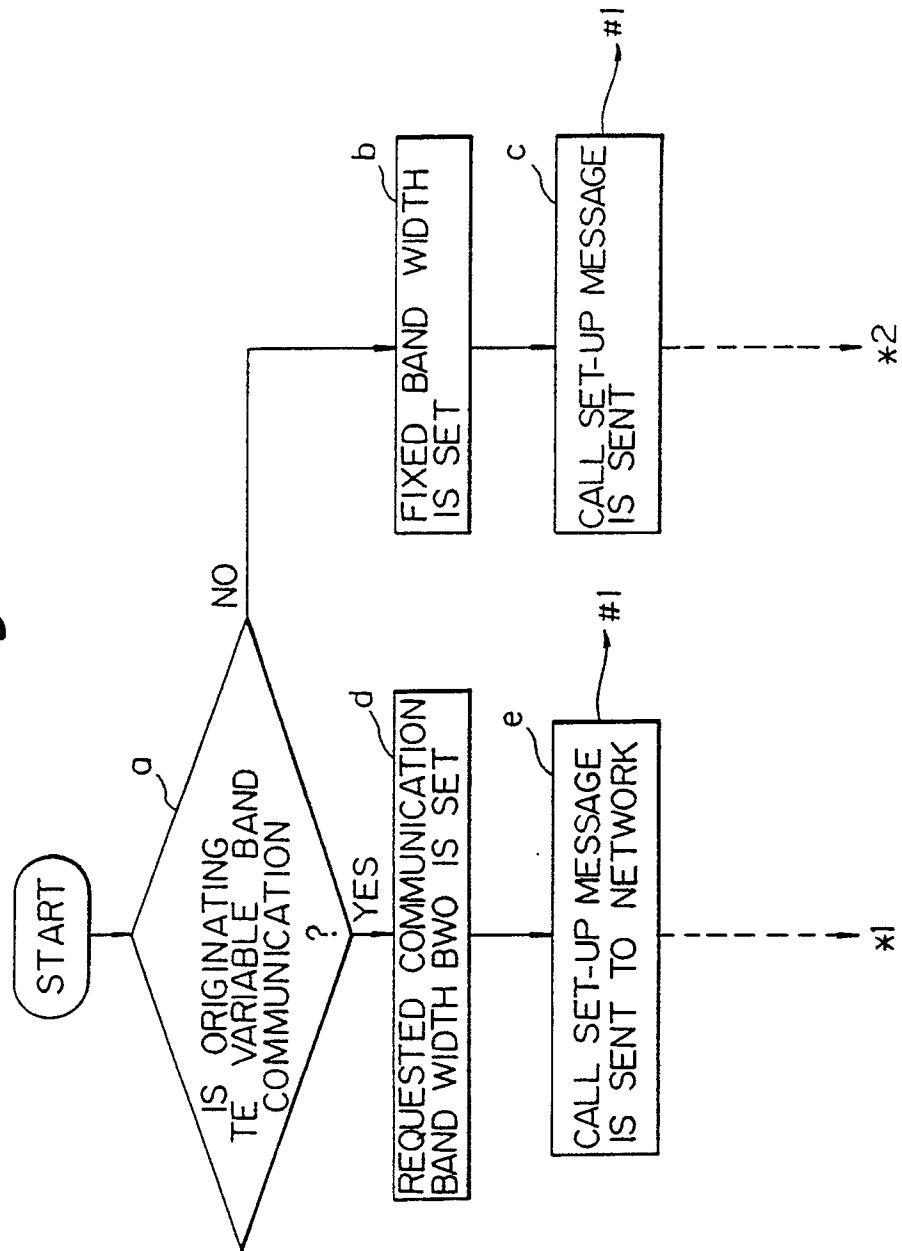 START
a
IS ORIGINATING
TE VARIABLE BAND
COMMUNICATION
?
NO
YES
b
FIXED BAND WIDTH
IS SET
c
CALL SET-UP MESSAGE
IS SENT
#1
*2
d
REQUESTED COMMUNICATION
BAND WIDTH BWO IS SET
e
CALL SET-UP MESSAGE
IS SENT TO NETWORK
#1
*1